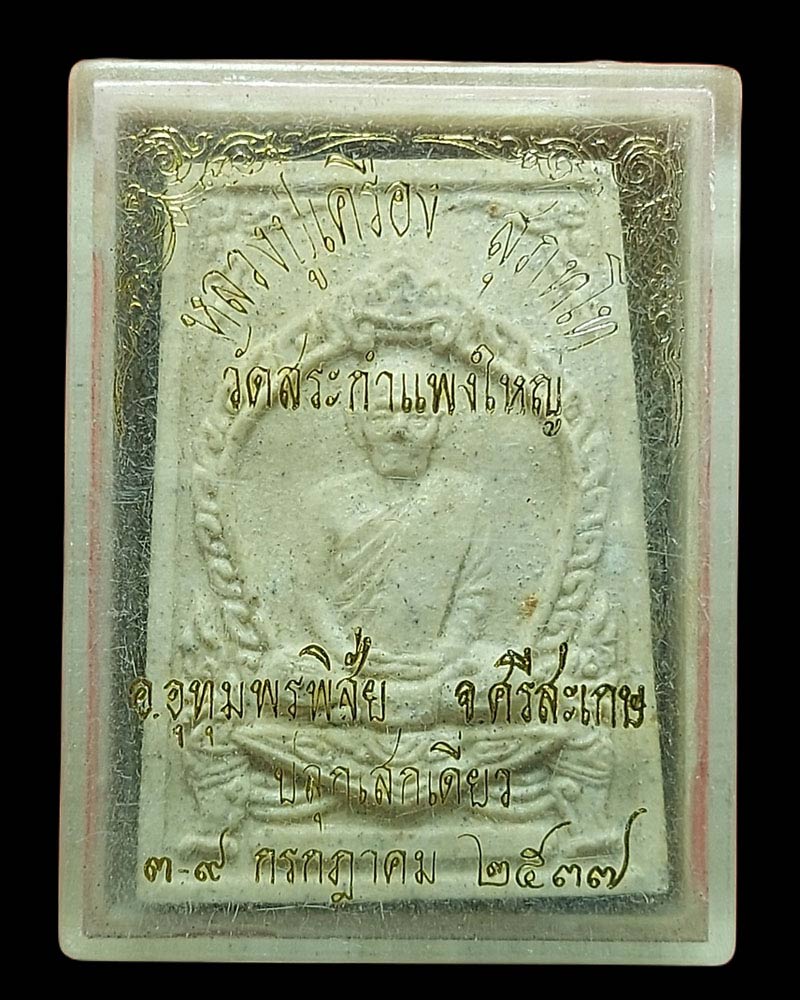 หลวงปู่เครื่อง สุภทฺโท
วัดสระกำแพงใหญ่
อ.อุทุมพรพิสัย จ.ศรีสะเกษ
ปลุกเสกเดี่ยว
๓-๙ กรกฎาคม ๒๕๓๗